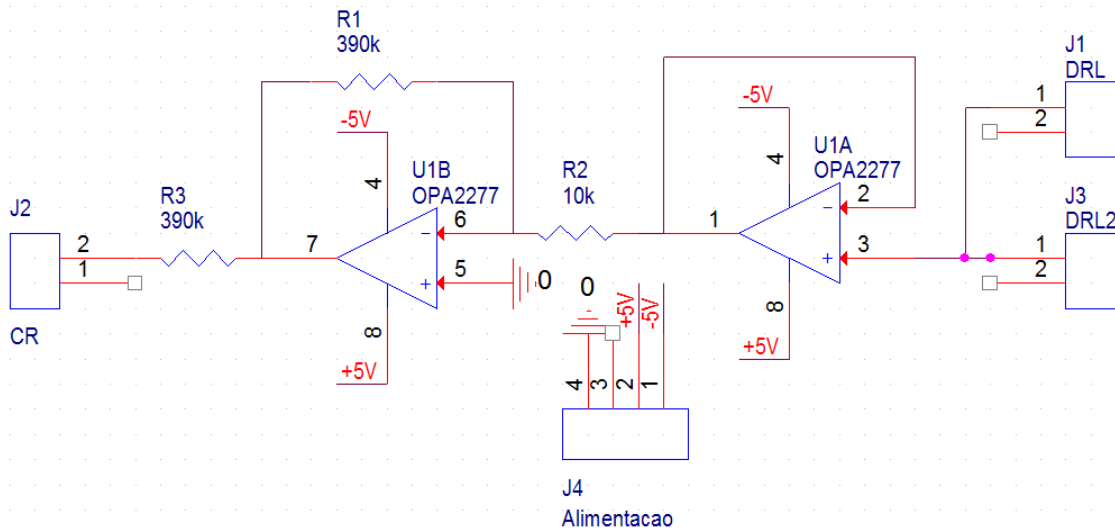 R1
390k
J1
DRL
-5V
-5V
1
2
4
4
U1B
OPA2277
R2
10k
U1A
OPA2277
R3
390k
J2
2
1
CR
7
6
-
5
+
0
8
+5V
1
2
-
3
+
8
+5V
J3
DRL2
1
2
0
+5V
-5V
4
3
2
1
J4
Alimentacao